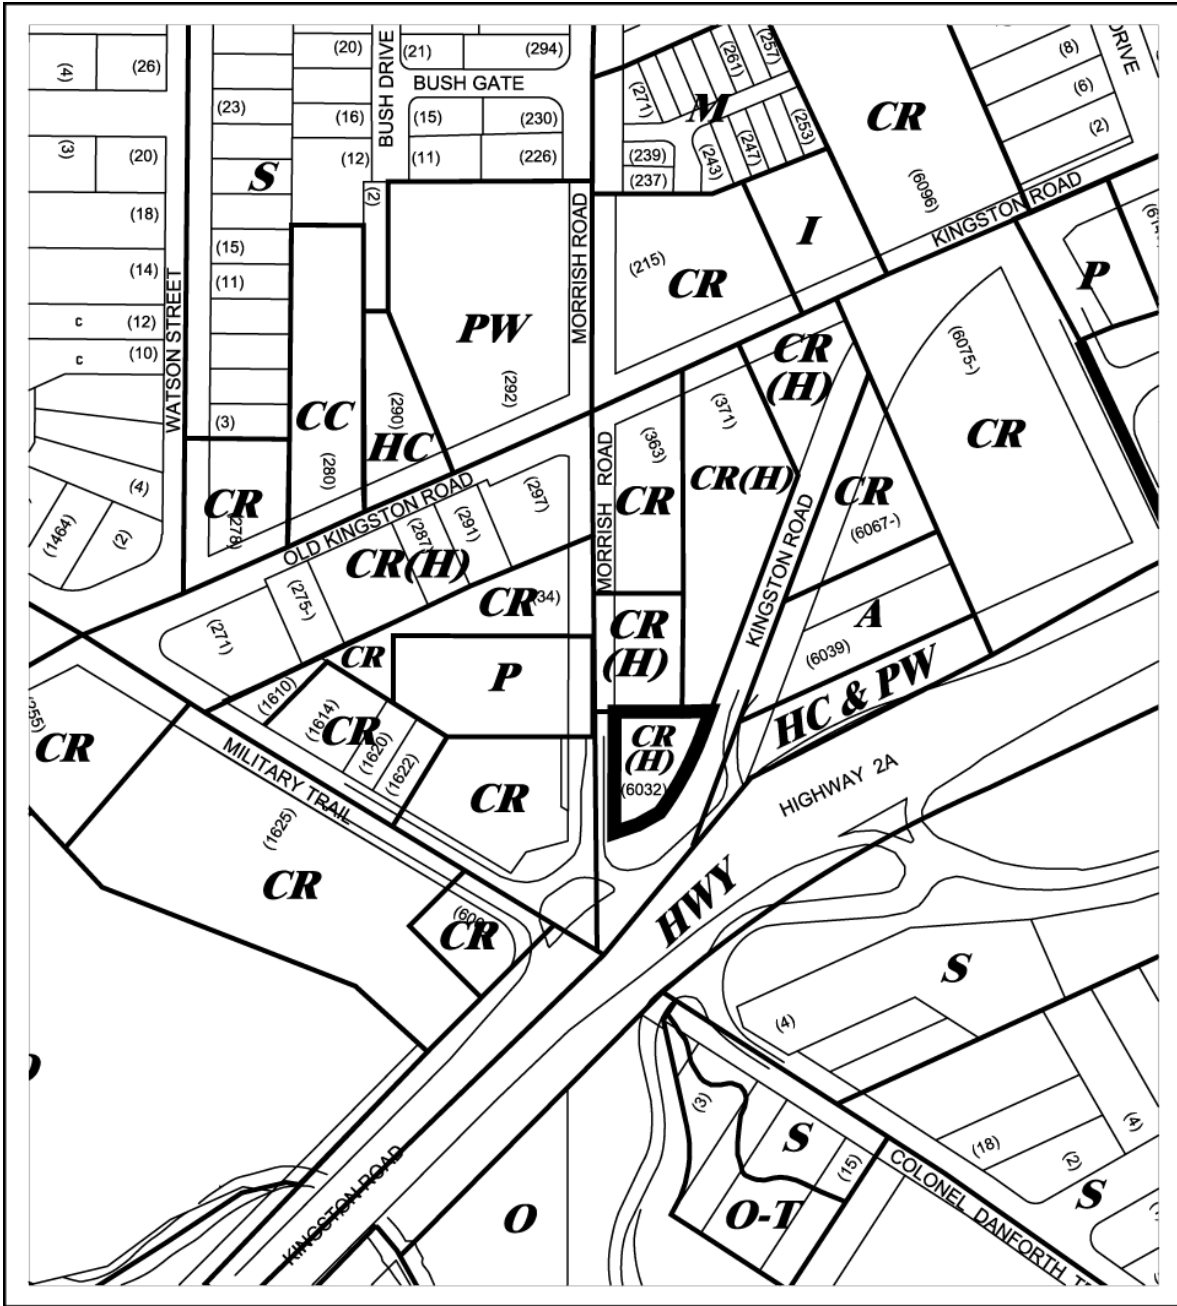 (4)
(26)
(20)
(21)
(294)
(257)
(261)
(8)
DRIVE
BUSH DRIVE
BUSH GATE
(271)
M
CR
(6)
(23)
(16)
(15)
(230)
(253)
(2)
(3)
(20)
(12)
(11)
(226)
(239)
(243)
(247)
(237)
S
(2)
(6096)
KINGSTON ROAD
(18)
MORRISH ROAD
I
(15)
(215)
CR
P
(14)
(11)
WATSON STREET
c
(12)
PW
CR
(H)
(6075-)
c
(10)
(3)
CC
(290)
(292)
(371)
HC
(363)
CR
(280)
MORRISH ROAD
CR
CR(H)
CR
(4)
CR
(278)
OLD KINGSTON ROAD
(297)
(291)
(287)
(6067-)
KINGSTON ROAD
(1464)
(2)
CR(H)
(275-)
CR
(34)
CR
(H)
A
(271)
(6039)
CR
P
HC & PW
(1610)
(1614)
CR
(1620)
(1622)
CR
MILITARY TRAIL
CR
(H)
(6032)
CR
HIGHWAY 2A
(1625)
CR
HWY
CR
S
(4)
(3)
S
(15)
(18)
(2)
(4)
S
COLONEL DANFORTH
O-T
O
KINGSTON ROAD